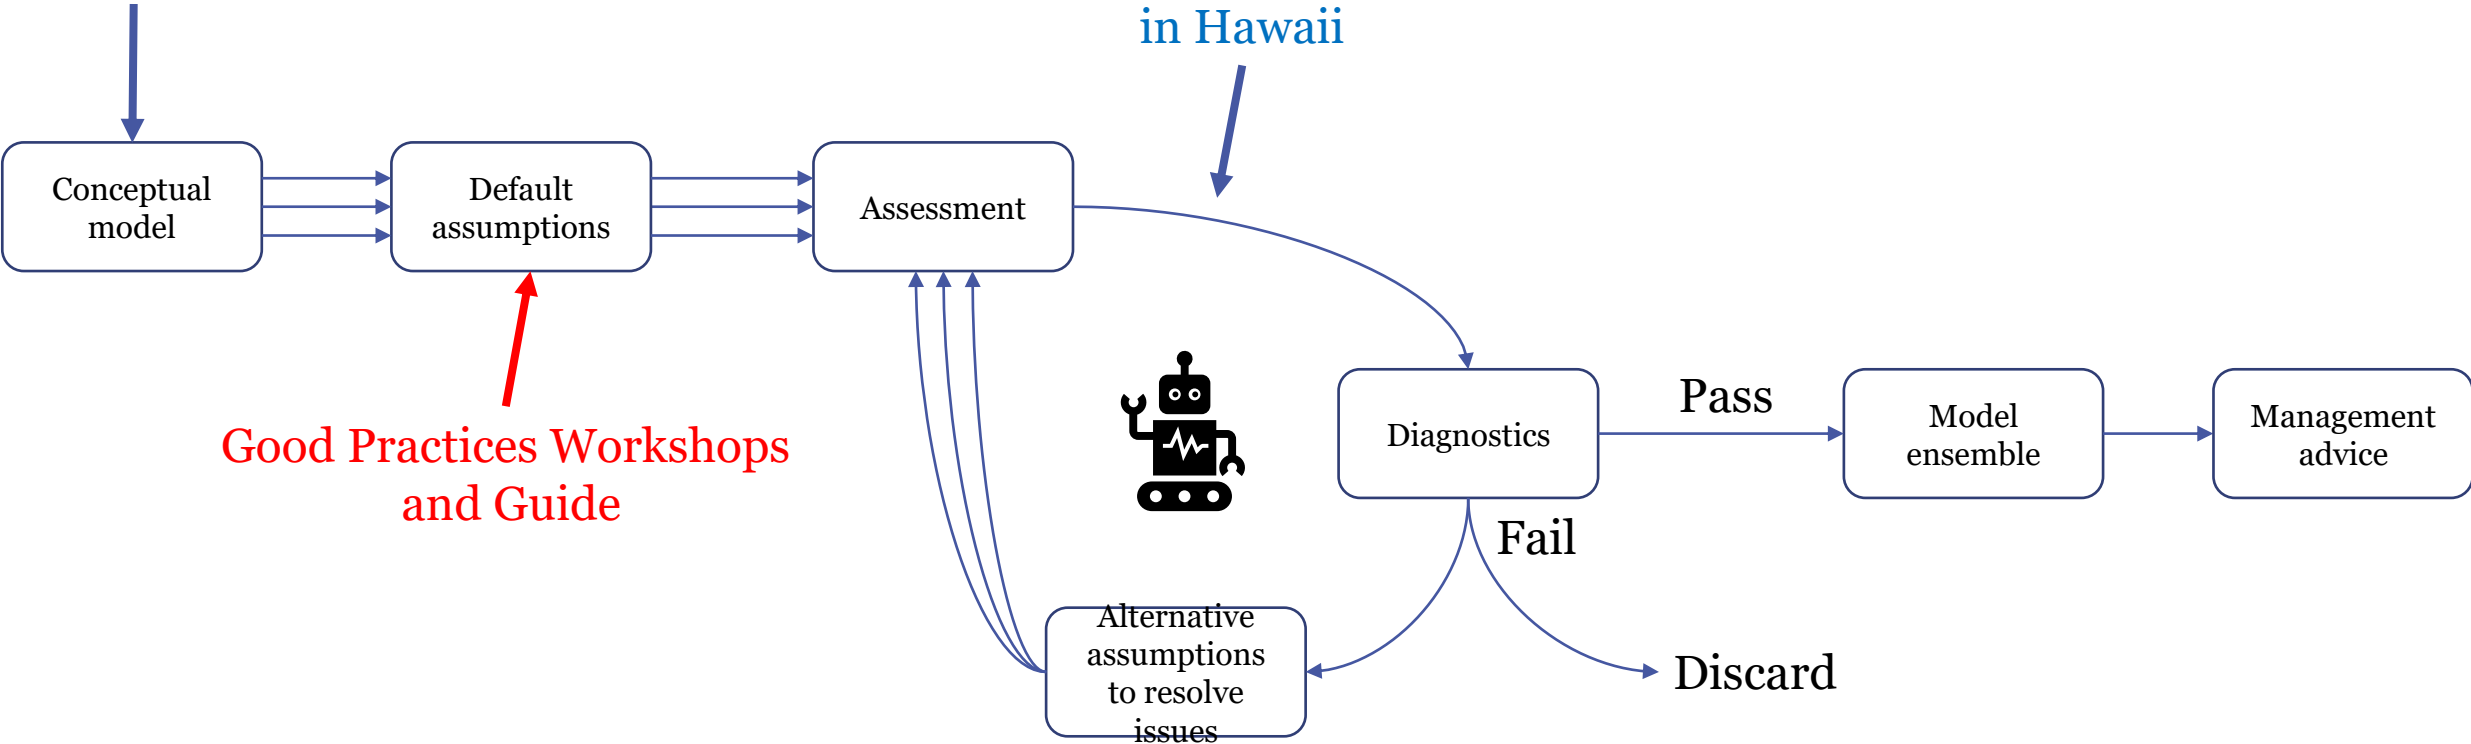 in Hawaii
Conceptual
model
Default
assumptions
Assessment
Good Practices Workshops
and Guide
Diagnostics
Pass
Model
ensemble
Management
advice
Fail
Alternative
assumptions
to resolve
issues
Discard